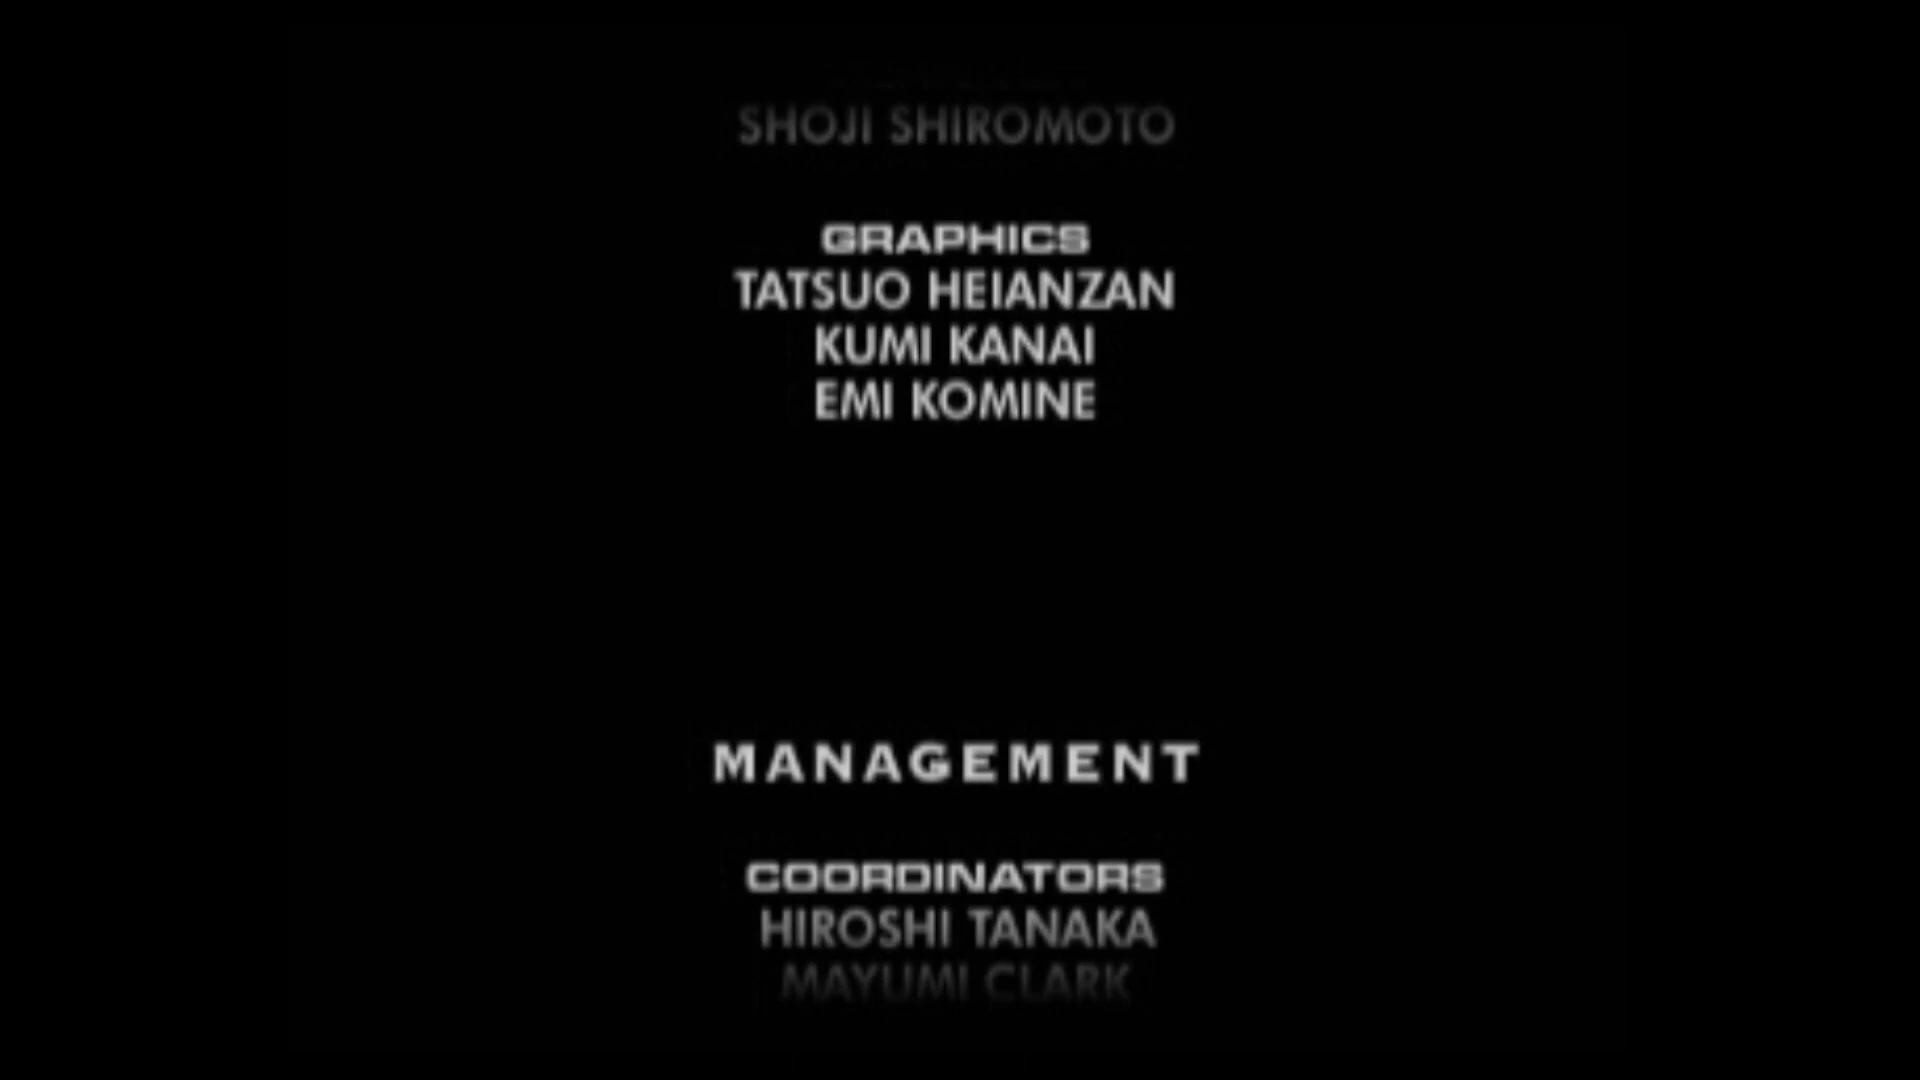 SHOJI SHIROMOTO
GRAPHICS
TATSUO HEIANZAN
KUMI KANAI
EMI KOMINE
MANAGEMENT
COORDINATORS
HIROSHI TANAKA
MAYUMI CLARK